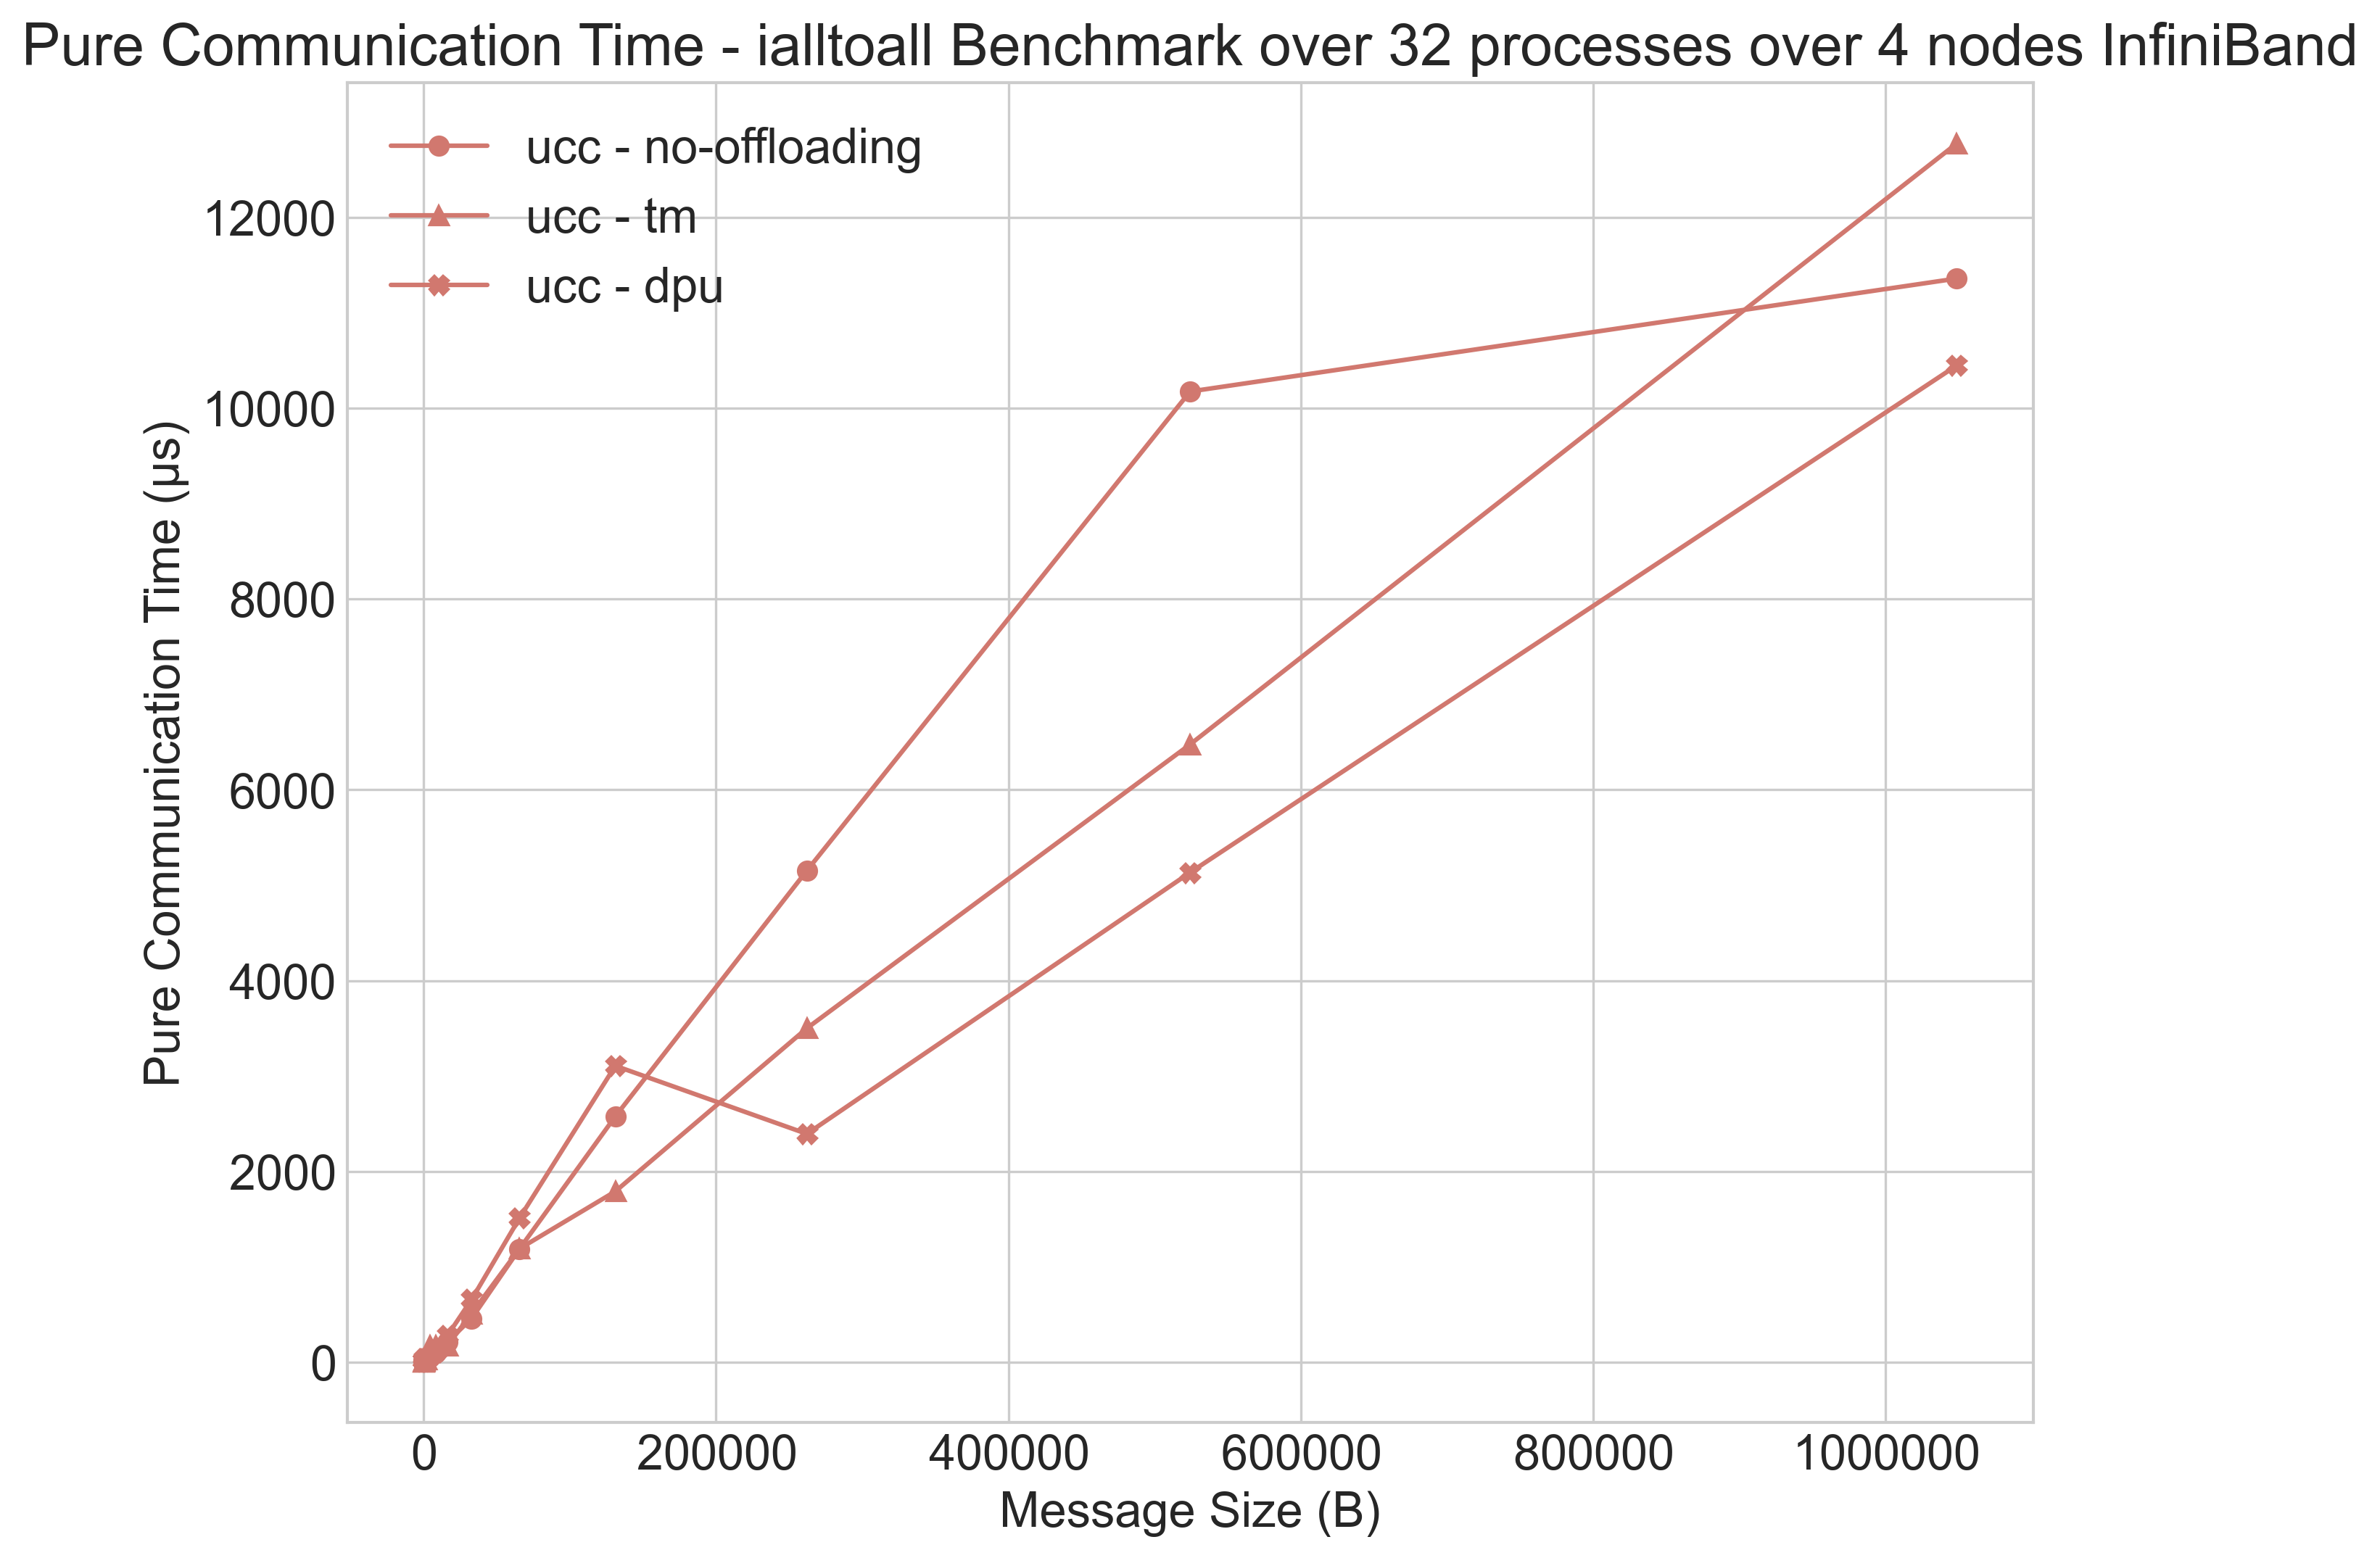 Pure Communication Time - ialltoall Benchmark over 32 processes over 4 nodes InfiniBand
ucc - no-offloading
ucc - tm
ucc - dpu
Pure Communication Time (µs)
12000
10000
8000
6000
4000
2000
0
0 200000 400000 600000 800000 1000000
Message Size (B)